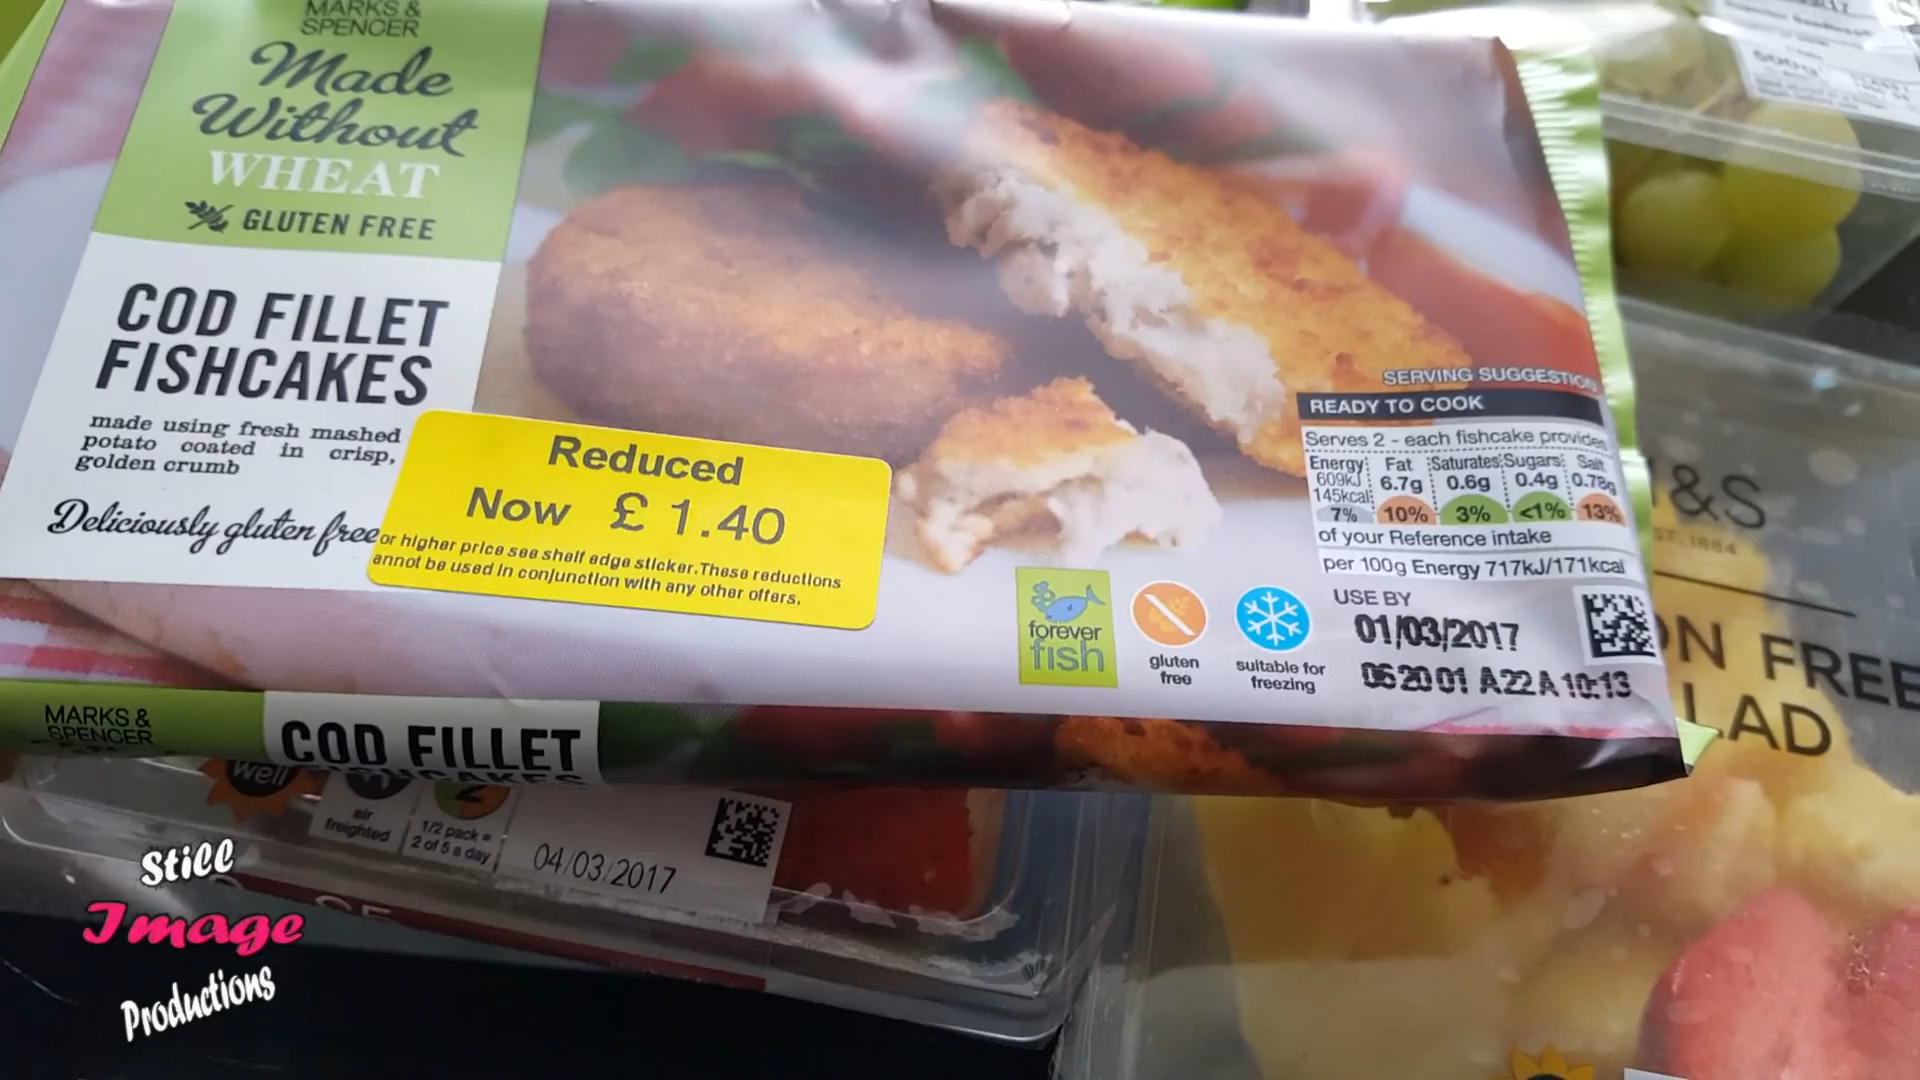 MARKS &
SPENCER
Made
Without
WHEAT
GLUTEN FREE
COD FILLET
FISHCAKES
made using fresh mashed
potato coated in crisp,
golden crumb
Deliciously gluten free
Reduced
Now £ 1.40
or higher price see shelf edge sticker.These reductions
annot be used in conjunction with any other offers.
SERVING SUGGESTION
READY TO COOK
Serves 2 - each fishcake provides
Energy Fat Saturates Sugars Salt
609kJ 6.7g 0.6g 0.4g 0.78g
145kcal
7% 10% 3% <1% 13%
of your Reference intake
per 100g Energy 717kJ/171kcal
forever
fish
gluten
free
suitable for
freezing
USE BY
01/03/2017
062001 A22A 10:13
MARKS &
SPENCER
COD FILLET
well
air
freighted
2
1/2 pack =
2 of 5 a day
04/03/2017
&S
EST. 1884
ON FREE
LAD
Still
Image
Productions